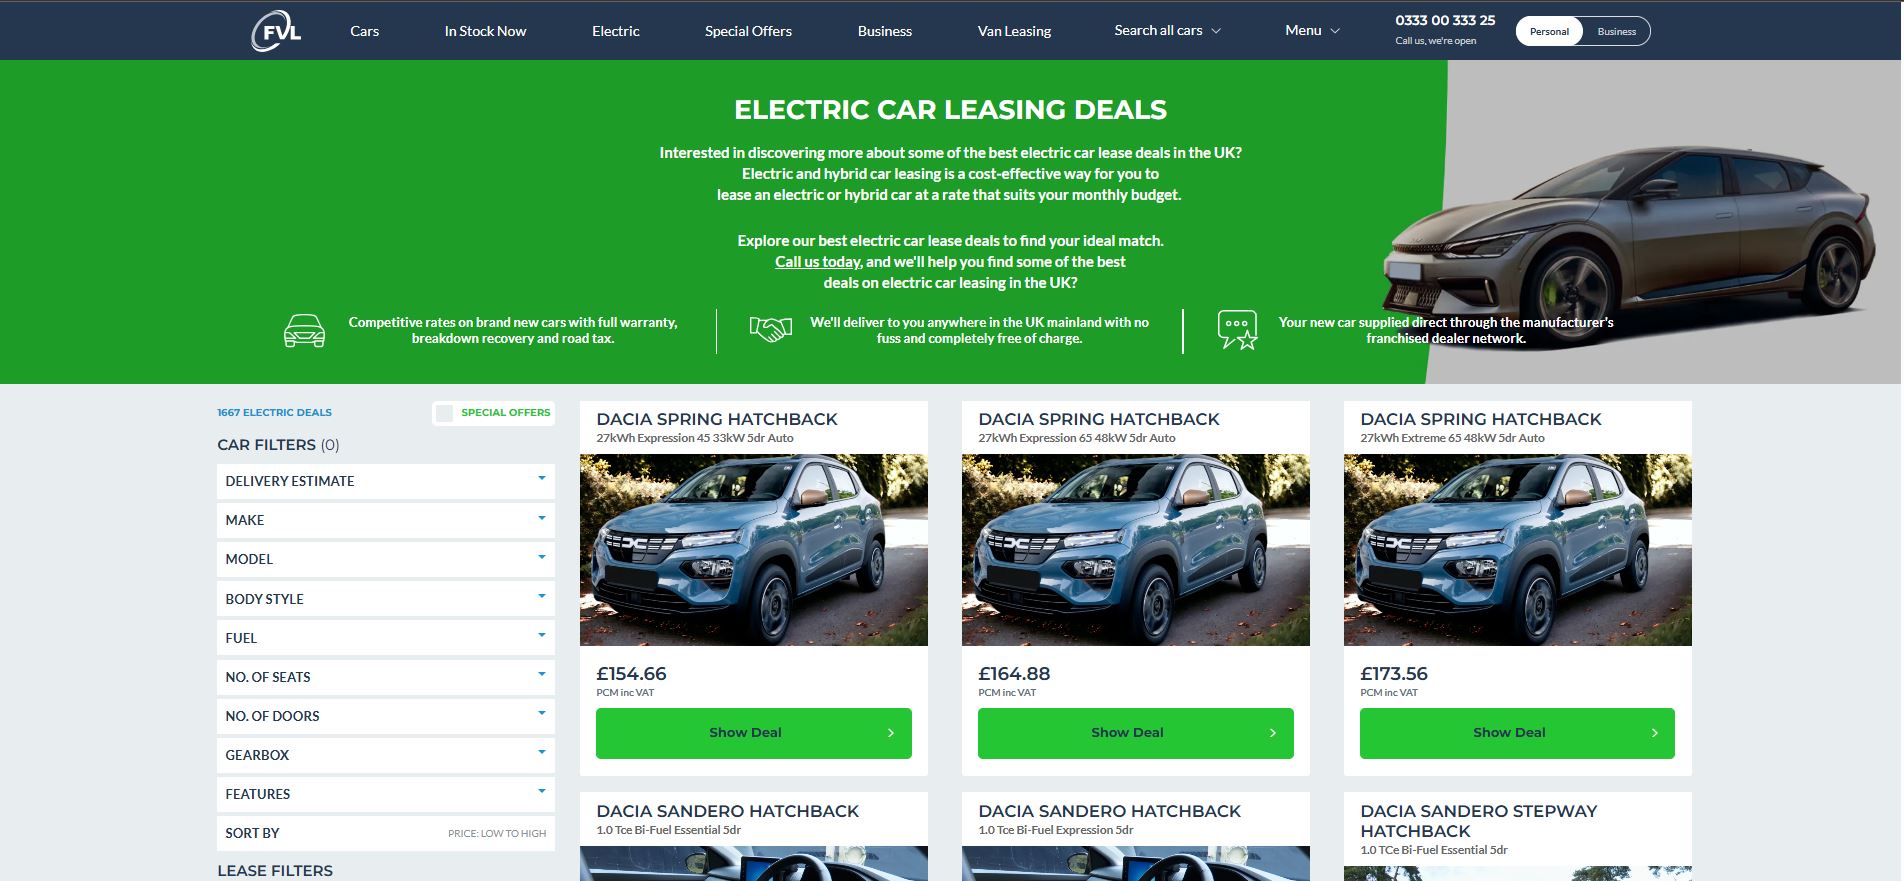 FVL
Cars
In Stock Now
Electric
Special Offers
Business
Van Leasing
Search all cars
Menu
0333 00 333 25
Call us, we're open
Personal
Business
ELECTRIC CAR LEASING DEALS
Interested in discovering more about some of the best electric car lease deals in the UK?
Electric and hybrid car leasing is a cost-effective way for you to
lease an electric or hybrid car at a rate that suits your monthly budget.
Explore our best electric car lease deals to find your ideal match.
Call us today, and we'll help you find some of the best
deals on electric car leasing in the UK?
Competitive rates on brand new cars with full warranty,
breakdown recovery and road tax.
We'll deliver to you anywhere in the UK mainland with no
fuss and completely free of charge.
Your new car supplied direct through the manufacturer's
franchised dealer network.
1667 ELECTRIC DEALS
SPECIAL OFFERS
CAR FILTERS (0)
DELIVERY ESTIMATE
MAKE
MODEL
BODY STYLE
FUEL
NO. OF SEATS
NO. OF DOORS
GEARBOX
FEATURES
SORT BY
PRICE: LOW TO HIGH
LEASE FILTERS
DACIA SPRING HATCHBACK
27kWh Expression 45 33kW 5dr Auto
£154.66
PCM inc VAT
Show Deal
DACIA SPRING HATCHBACK
27kWh Expression 65 48kW 5dr Auto
£164.88
PCM inc VAT
Show Deal
DACIA SPRING HATCHBACK
27kWh Extreme 65 48kW 5dr Auto
£173.56
PCM inc VAT
Show Deal
DACIA SANDERO HATCHBACK
1.0 Tce Bi-Fuel Essential 5dr
DACIA SANDERO HATCHBACK
1.0 Tce Bi-Fuel Expression 5dr
DACIA SANDERO STEPWAY
HATCHBACK
1.0 TCe Bi-Fuel Essential 5dr